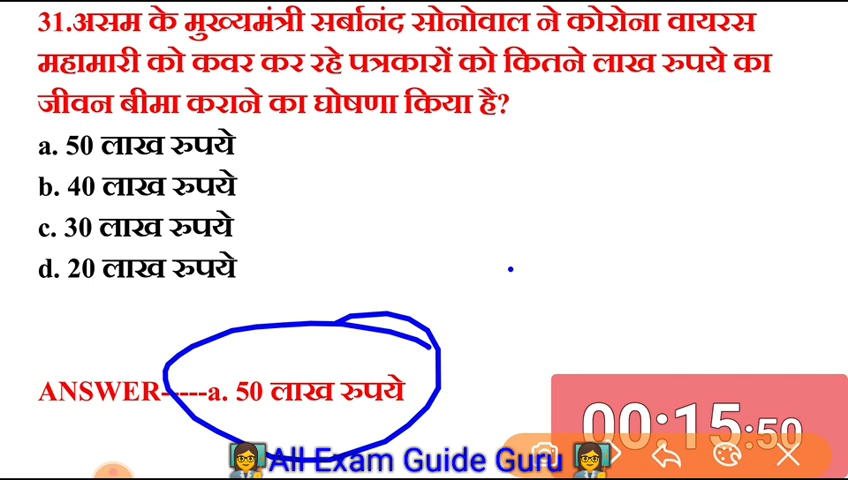 31.असम के मुख्यमंत्री सर्बानंद सोनोवाल ने कोरोना वायरस
महामारी को कवर कर रहे पत्रकारों को कितने लाख रुपये का
जीवन बीमा कराने का घोषणा किया है?
a. 50 लाख रुपये
b. 40 लाख रुपये
c. 30 लाख रुपये
d. 20 लाख रुपये
ANSWER-----a. 50 लाख रुपये
00:15:50
All Exam Guide Guru